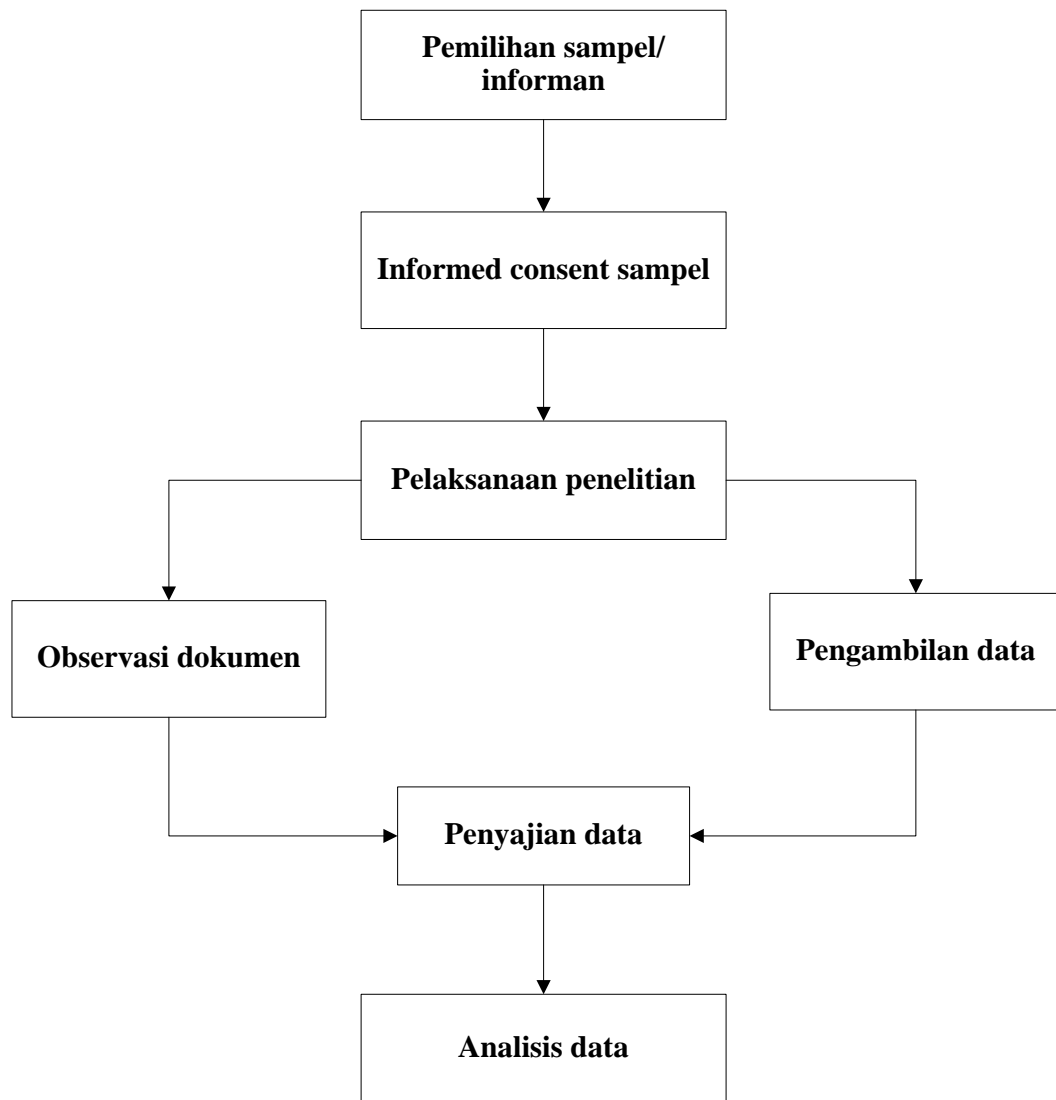 Pemilihan sampel/
informan
Informed consent sampel
Pelaksanaan penelitian
Observasi dokumen
Pengambilan data
Penyajian data
Analisis data